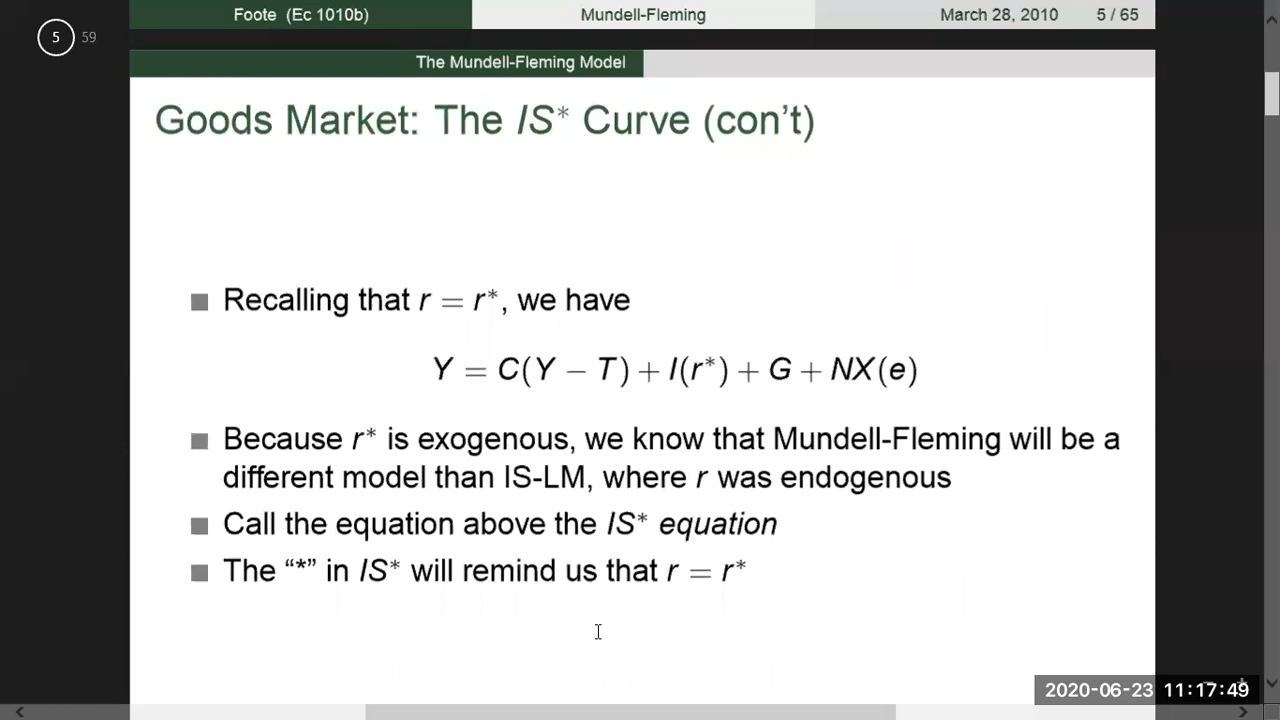 Foote (Ec 1010b) Mundell-Fleming March 28, 2010 5 / 65
5 59
The Mundell-Fleming Model
Goods Market: The IS* Curve (con’t)
Recalling that r = r*, we have
Y = C(Y − T) + I(r*) + G + NX(e)
Because r* is exogenous, we know that Mundell-Fleming will be a
different model than IS-LM, where r was endogenous
Call the equation above the IS* equation
The “*” in IS* will remind us that r = r*
2020-06-23 11:17:49